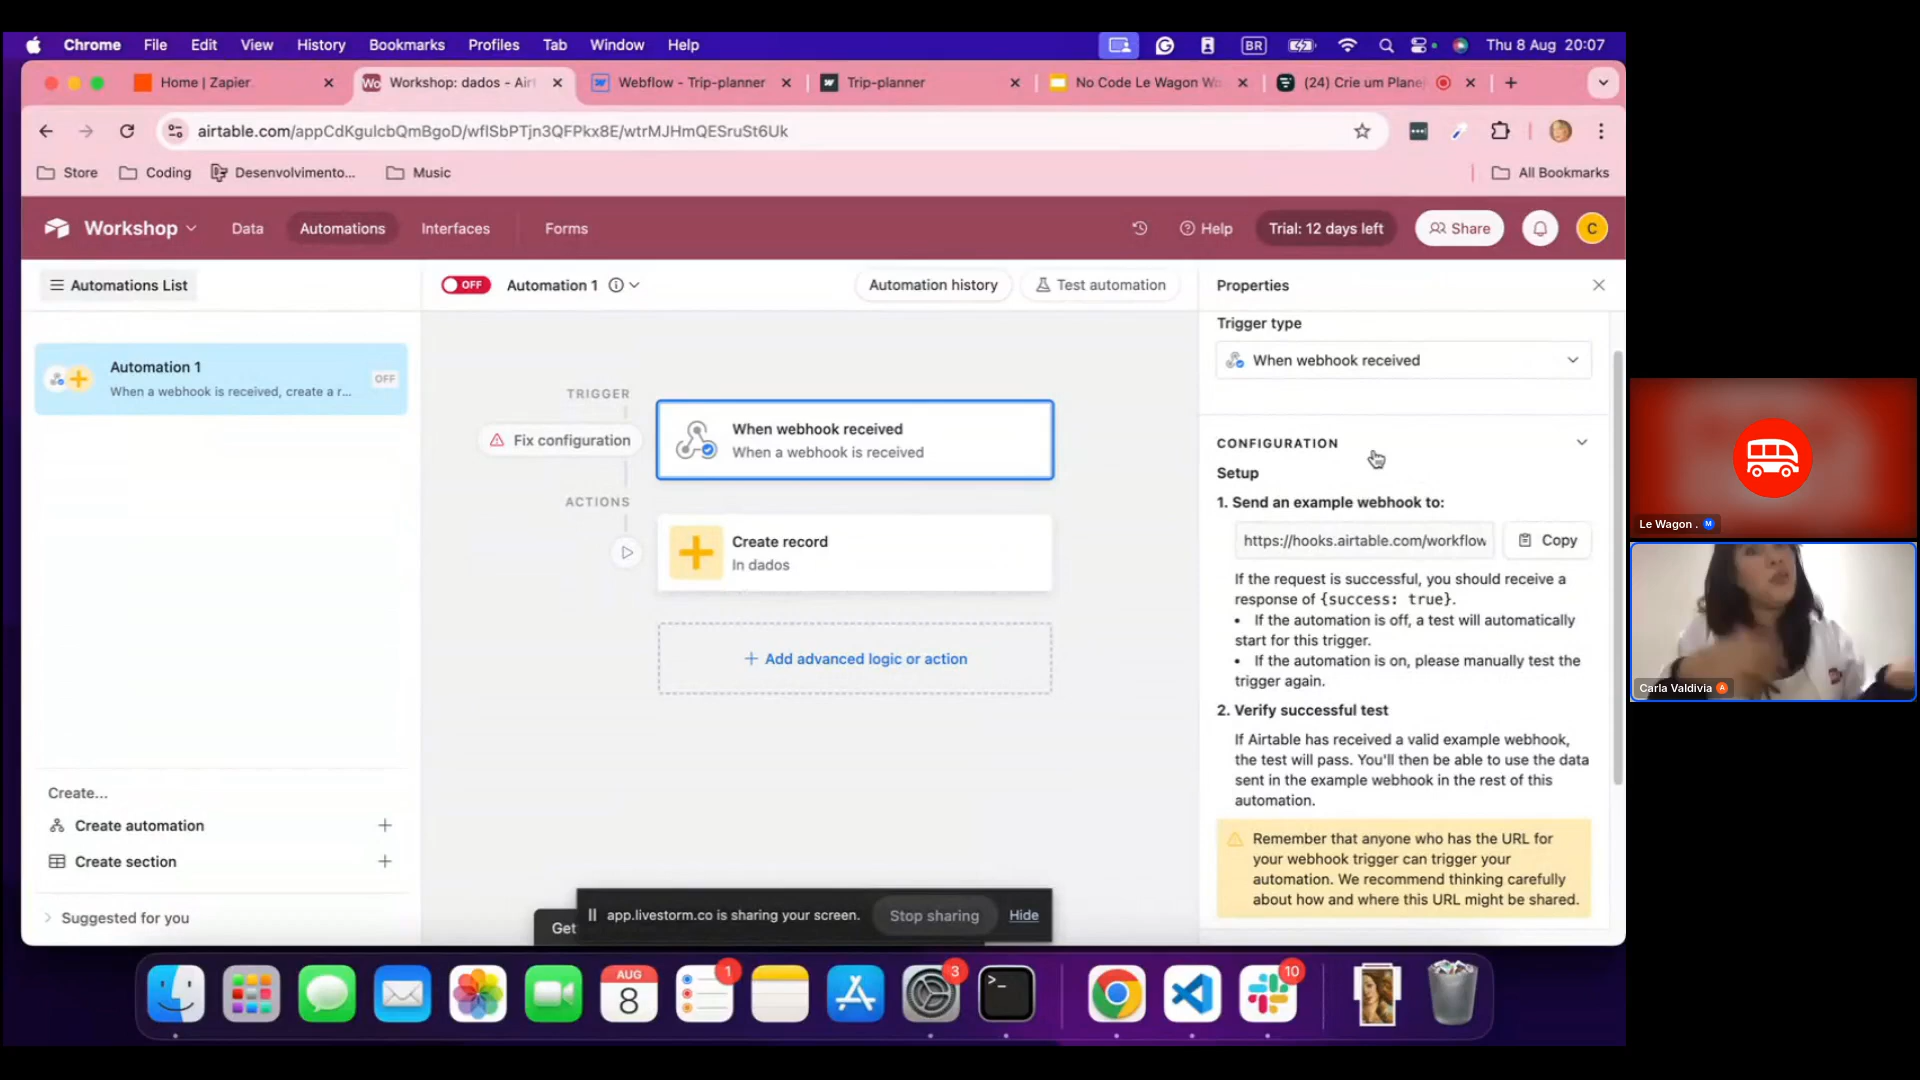 Chrome File Edit View History Bookmarks Profiles Tab Window Help BR Thu 8 Aug 20:07
Home | Zapier
Workshop: dados - Airt
Webflow - Trip-planner
Trip-planner
No Code Le Wagon Wo
(24) Crie um Plane
airtable.com/appCdKgulcbQmBgoD/wflSbPTjn3QFPkx8E/wtrMJHmQESruSt6Uk
Store Coding Desenvolvimento... Music All Bookmarks
Workshop Data Automations Interfaces Forms Help Trial: 12 days left Share C
Automations List
OFF Automation 1
Automation history
Test automation
Properties
Automation 1
When a webhook is received, create a r...
OFF
Create...
Create automation
Create section
Suggested for you
TRIGGER
Fix configuration
When webhook received
When a webhook is received
ACTIONS
Create record
In dados
Add advanced logic or action
Get
app.livestorm.co is sharing your screen. Stop sharing Hide
Trigger type
When webhook received
CONFIGURATION
Setup
1. Send an example webhook to:
https://hooks.airtable.com/workflow
Copy
If the request is successful, you should receive a
response of {success: true}.
• If the automation is off, a test will automatically
start for this trigger.
• If the automation is on, please manually test the
trigger again.
2. Verify successful test
If Airtable has received a valid example webhook,
the test will pass. You'll then be able to use the data
sent in the example webhook in the rest of this
automation.
Remember that anyone who has the URL for
your webhook trigger can trigger your
automation. We recommend thinking carefully
about how and where this URL might be shared.
Le Wagon . M
Carla Valdivia A
AUG
8
1
3
>_
10